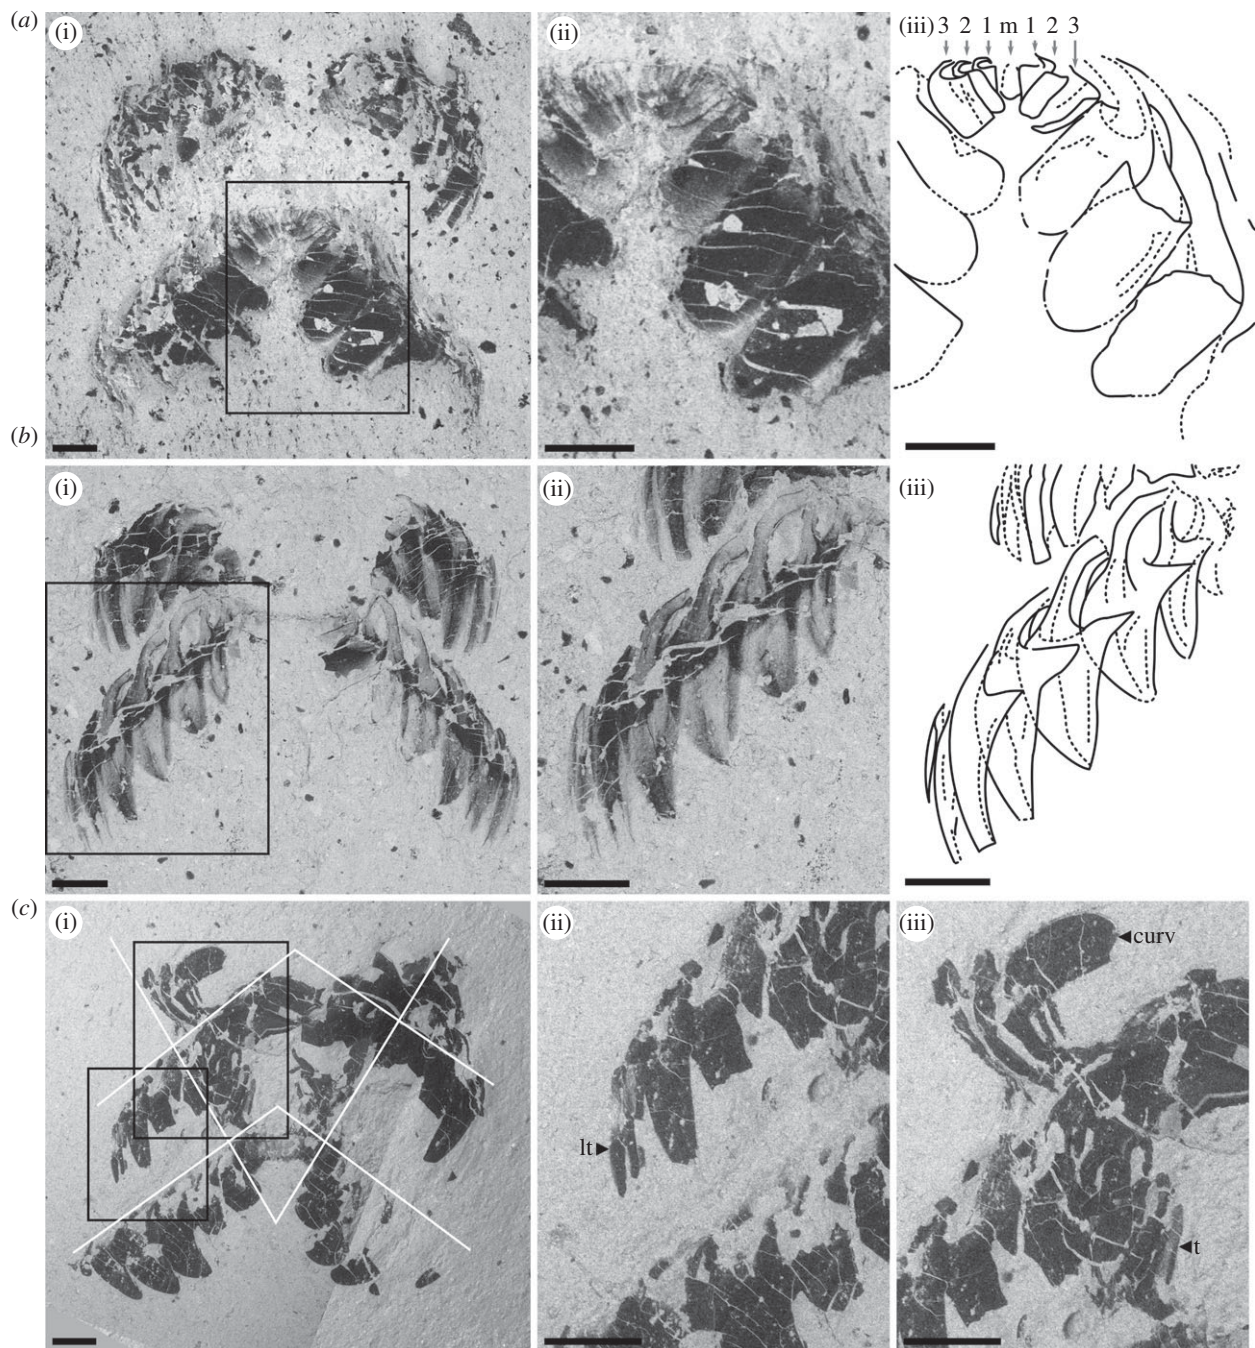 (a) (i) (ii) (iii) 3 2 1 m 1 2 3
(b) (i) (ii) (iii)
(c) (i) (ii) (iii)
curv
lt
t